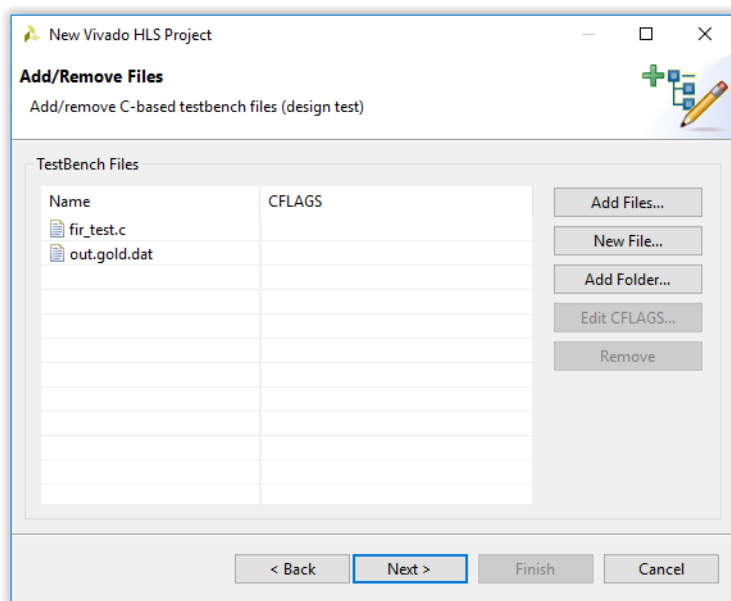 New Vivado HLS Project
Add/Remove Files
Add/remove C-based testbench files (design test)
TestBench Files
Name CFLAGS
fir_test.c
out.gold.dat
Add Files...
New File...
Add Folder...
Edit CFLAGS...
Remove
< Back Next > Finish Cancel